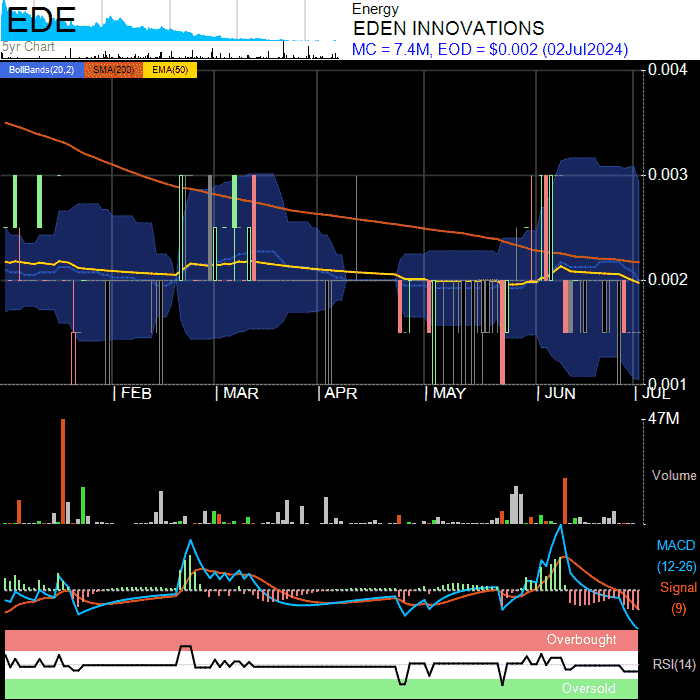 EDE
5yr Chart
Energy
EDEN INNOVATIONS
MC = 7.4M, EOD = $0.002 (02Jul2024)
BollBands(20,2) SMA(200) EMA(50)
0.004
0.003
0.002
0.001
FEB MAR APR MAY JUN JUL
47M
Volume
MACD
(12-26)
Signal
(9)
Overbought
RSI(14)
Oversold